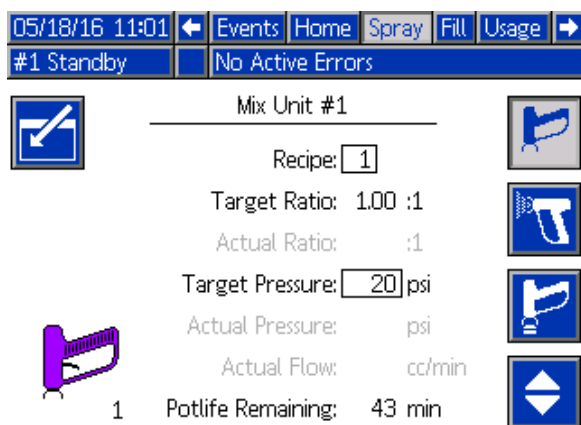 05/18/16 11:01 Events Home Spray Fill Usage
#1 Standby No Active Errors
Mix Unit #1
Recipe: 1
Target Ratio: 1.00 :1
Actual Ratio: :1
Target Pressure: 20 psi
Actual Pressure: psi
Actual Flow: cc/min
1 Potlife Remaining: 43 min